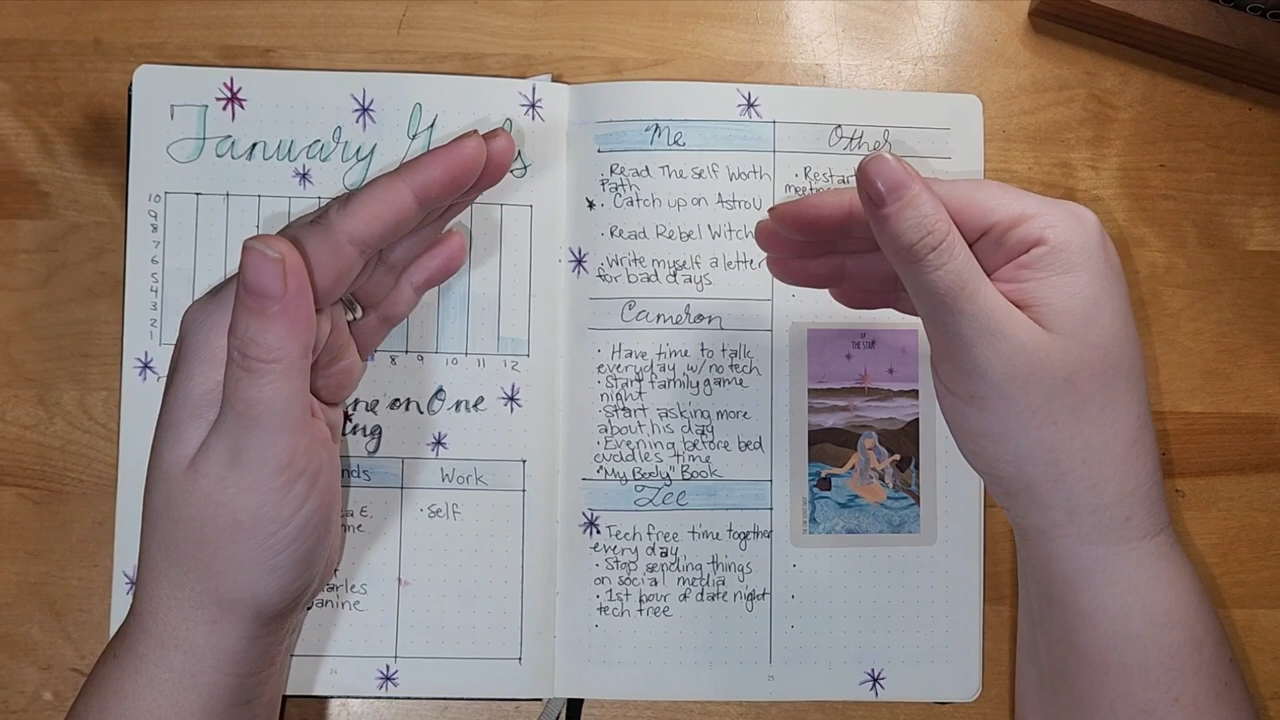 January
10
9
8
7
6
5
4
3
2
1
8 9 10 11 12
One
Work
• self
24
Me
• Read The Self Worth
Path
* • Catch up on AstroU
• Read Rebel Witch
• Write myself a letter
for bad days
Cameron
• Have time to talk
everyday w/no tech
• Start family game
night
• Start asking more
about his day
• Evening before bed
cuddles time
• "My Body" Book
Zee
• Tech free time together
every day
• Stop sending things
on social media
• 1st hour of date night
tech free
•
25
Other
• Restart
THE STAR